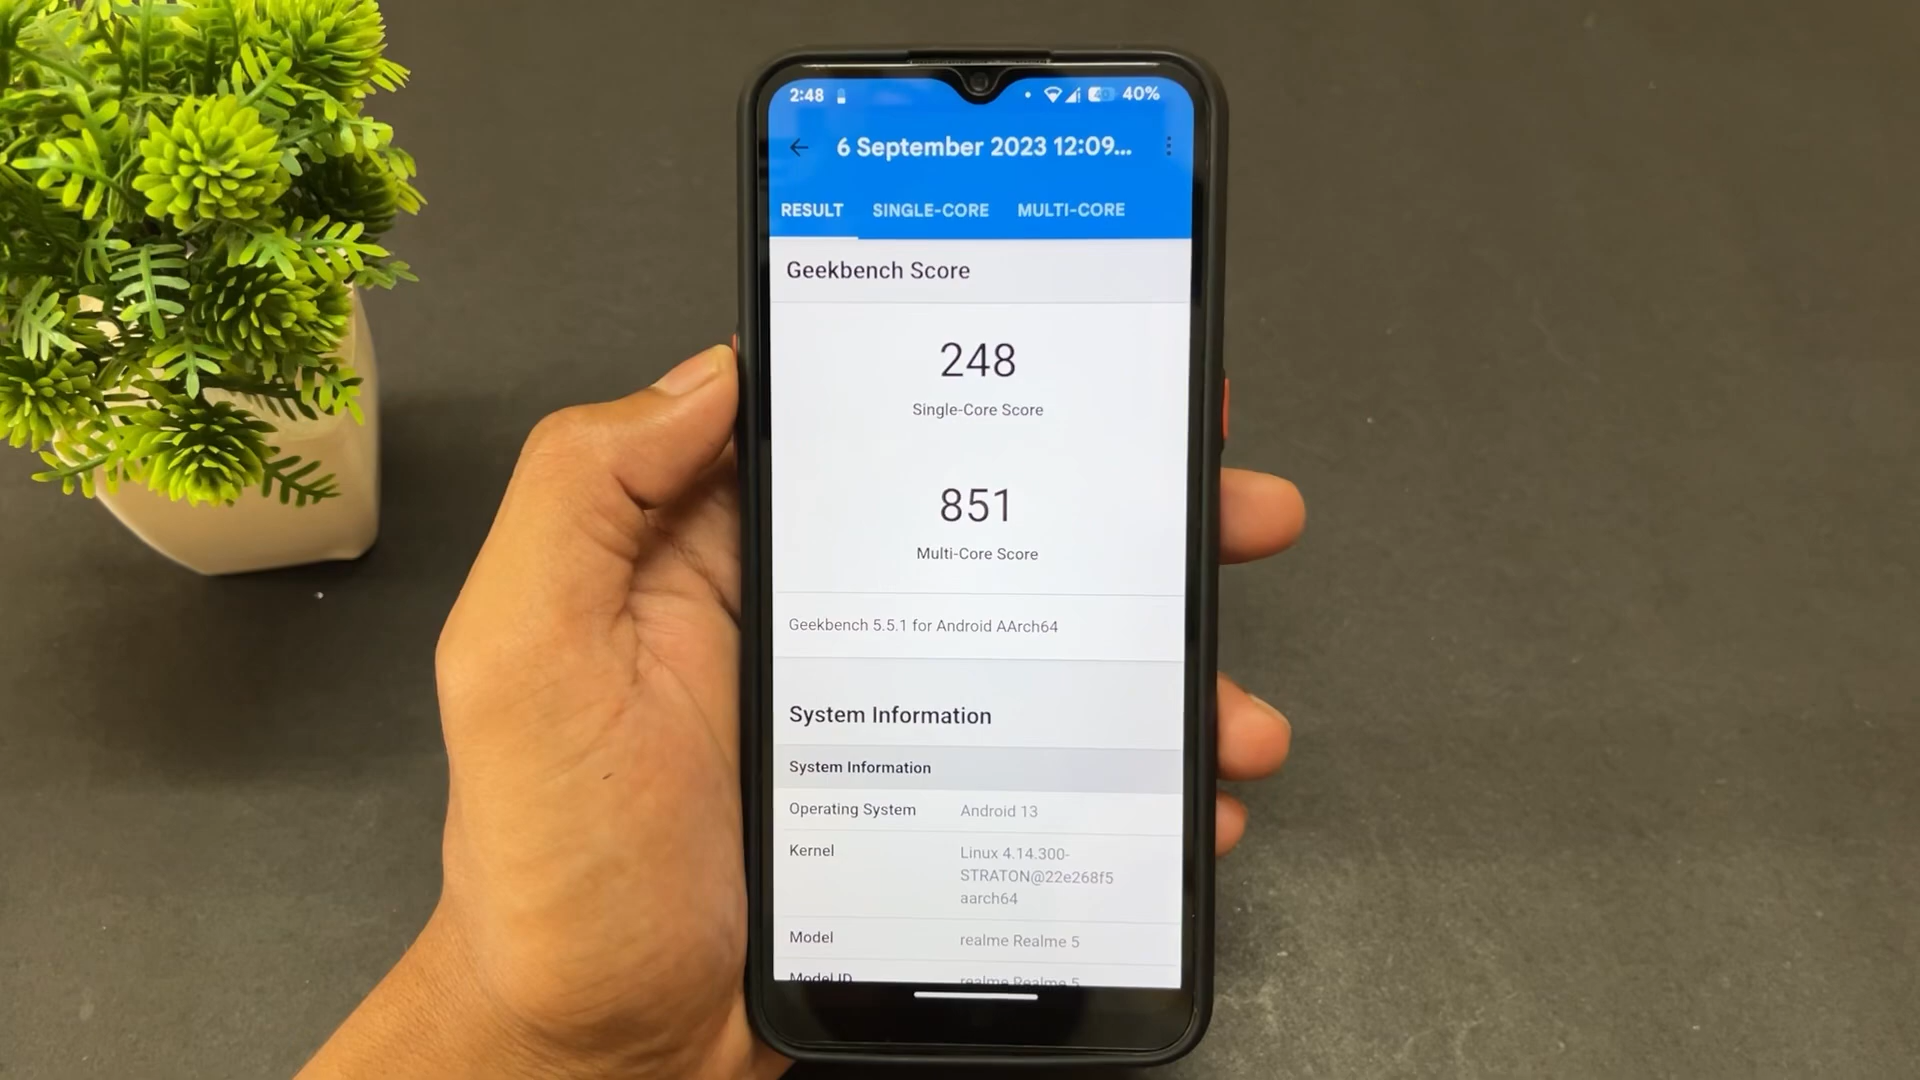 2:48 40%
6 September 2023 12:09...
RESULT SINGLE-CORE MULTI-CORE
Geekbench Score
248
Single-Core Score
851
Multi-Core Score
Geekbench 5.5.1 for Android AArch64
System Information
System Information
Operating System Android 13
Kernel Linux 4.14.300-
STRATON@22e268f5
aarch64
Model realme Realme 5
Model ID realme Realme 5